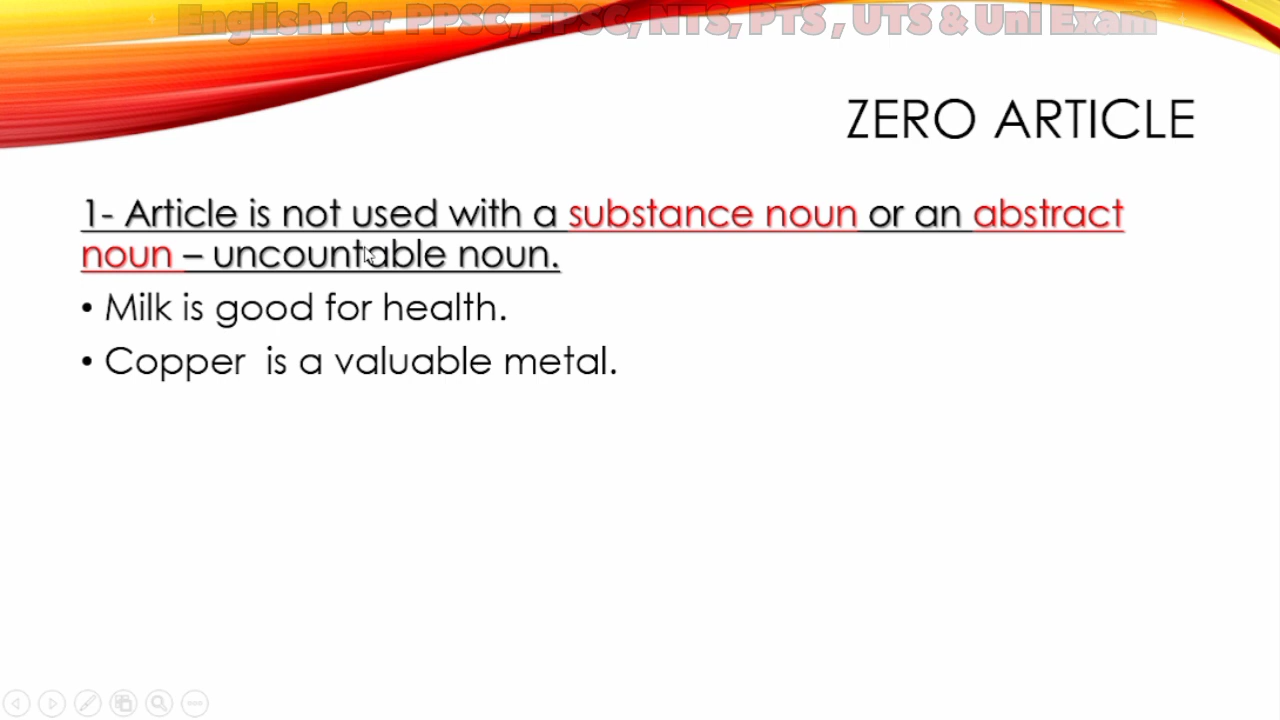 English for PPSC, FPSC, NTS, PTS , UTS & Uni Exam
ZERO ARTICLE
1- Article is not used with a substance noun or an abstract
noun – uncountable noun.
• Milk is good for health.
• Copper  is a valuable metal.